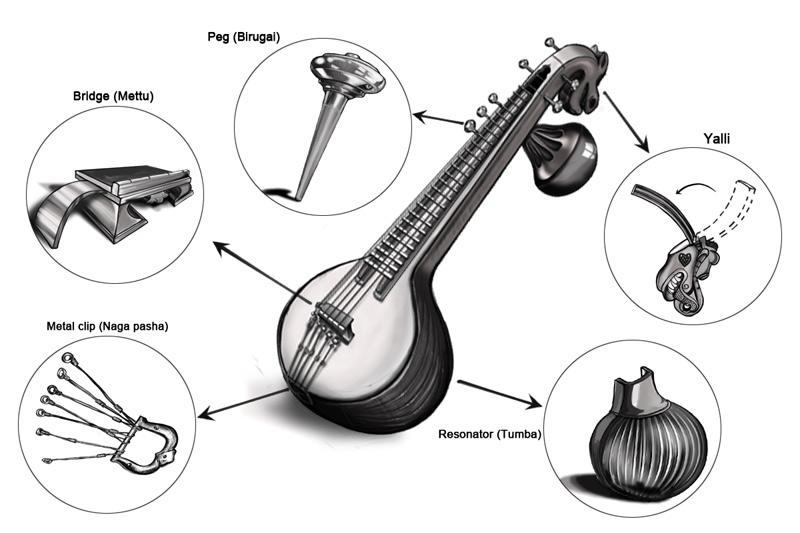 Peg (Birugai)
Bridge (Mettu)
Yalli
Metal clip (Naga pasha)
Resonator (Tumba)